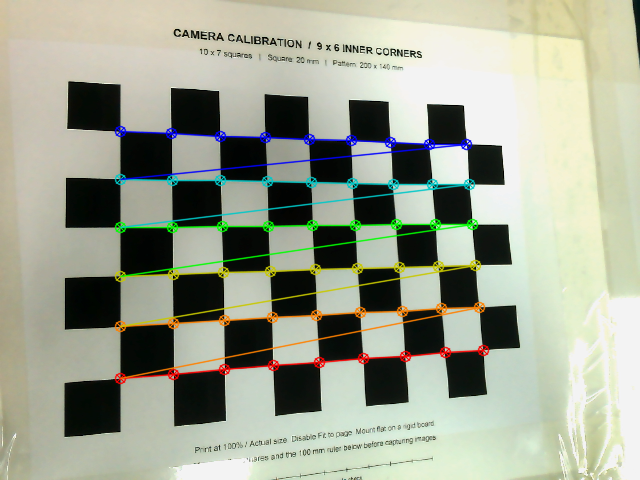 CAMERA CALIBRATION / 9 x 6 INNER CORNERS
10 x 7 squares | Square: 20 mm | Pattern: 200 x 140 mm
Print at 100% / Actual size. Disable Fit to page. Mount flat on a rigid board.
squares and the 100 mm ruler below before capturing images